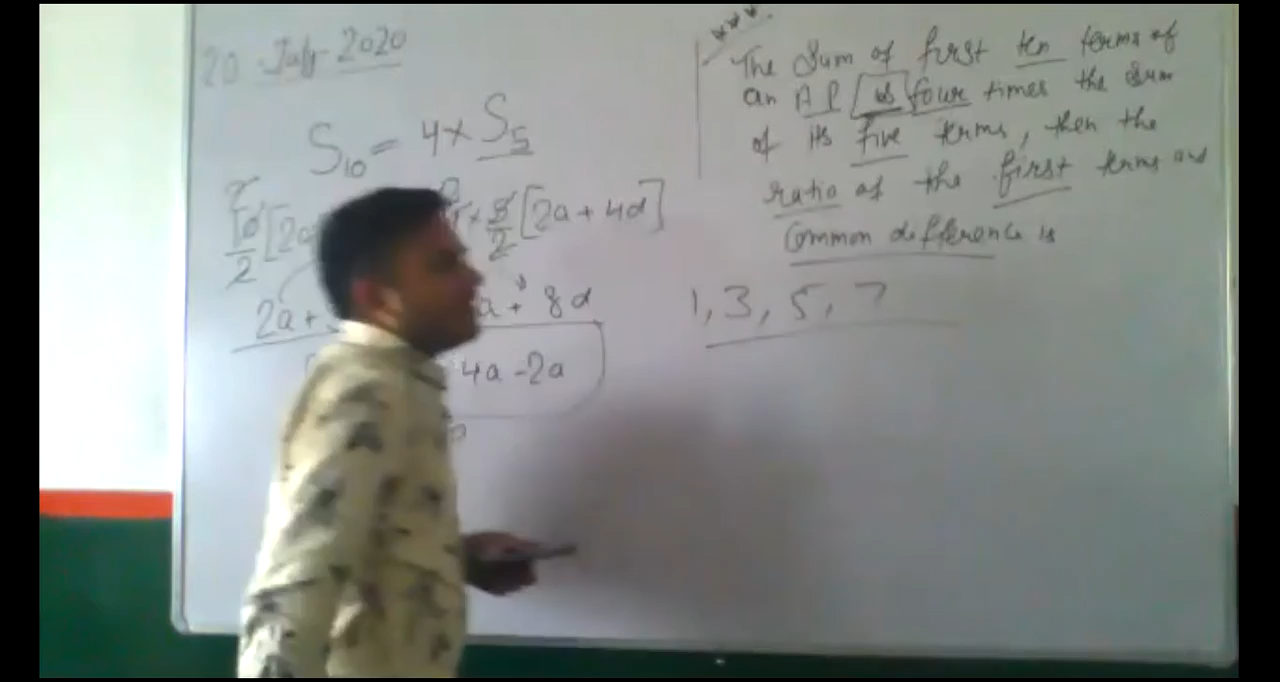 20 July 2020
S10 = 4 x S5
10/2 [2a
x 5/2 [2a + 4d]
2a +
a + 8d
4a - 2a
The Sum of first ten terms of
an AP [is] four times the sum
of its five terms, then the
ratio of the first terms and
Common difference is
1, 3, 5, 7